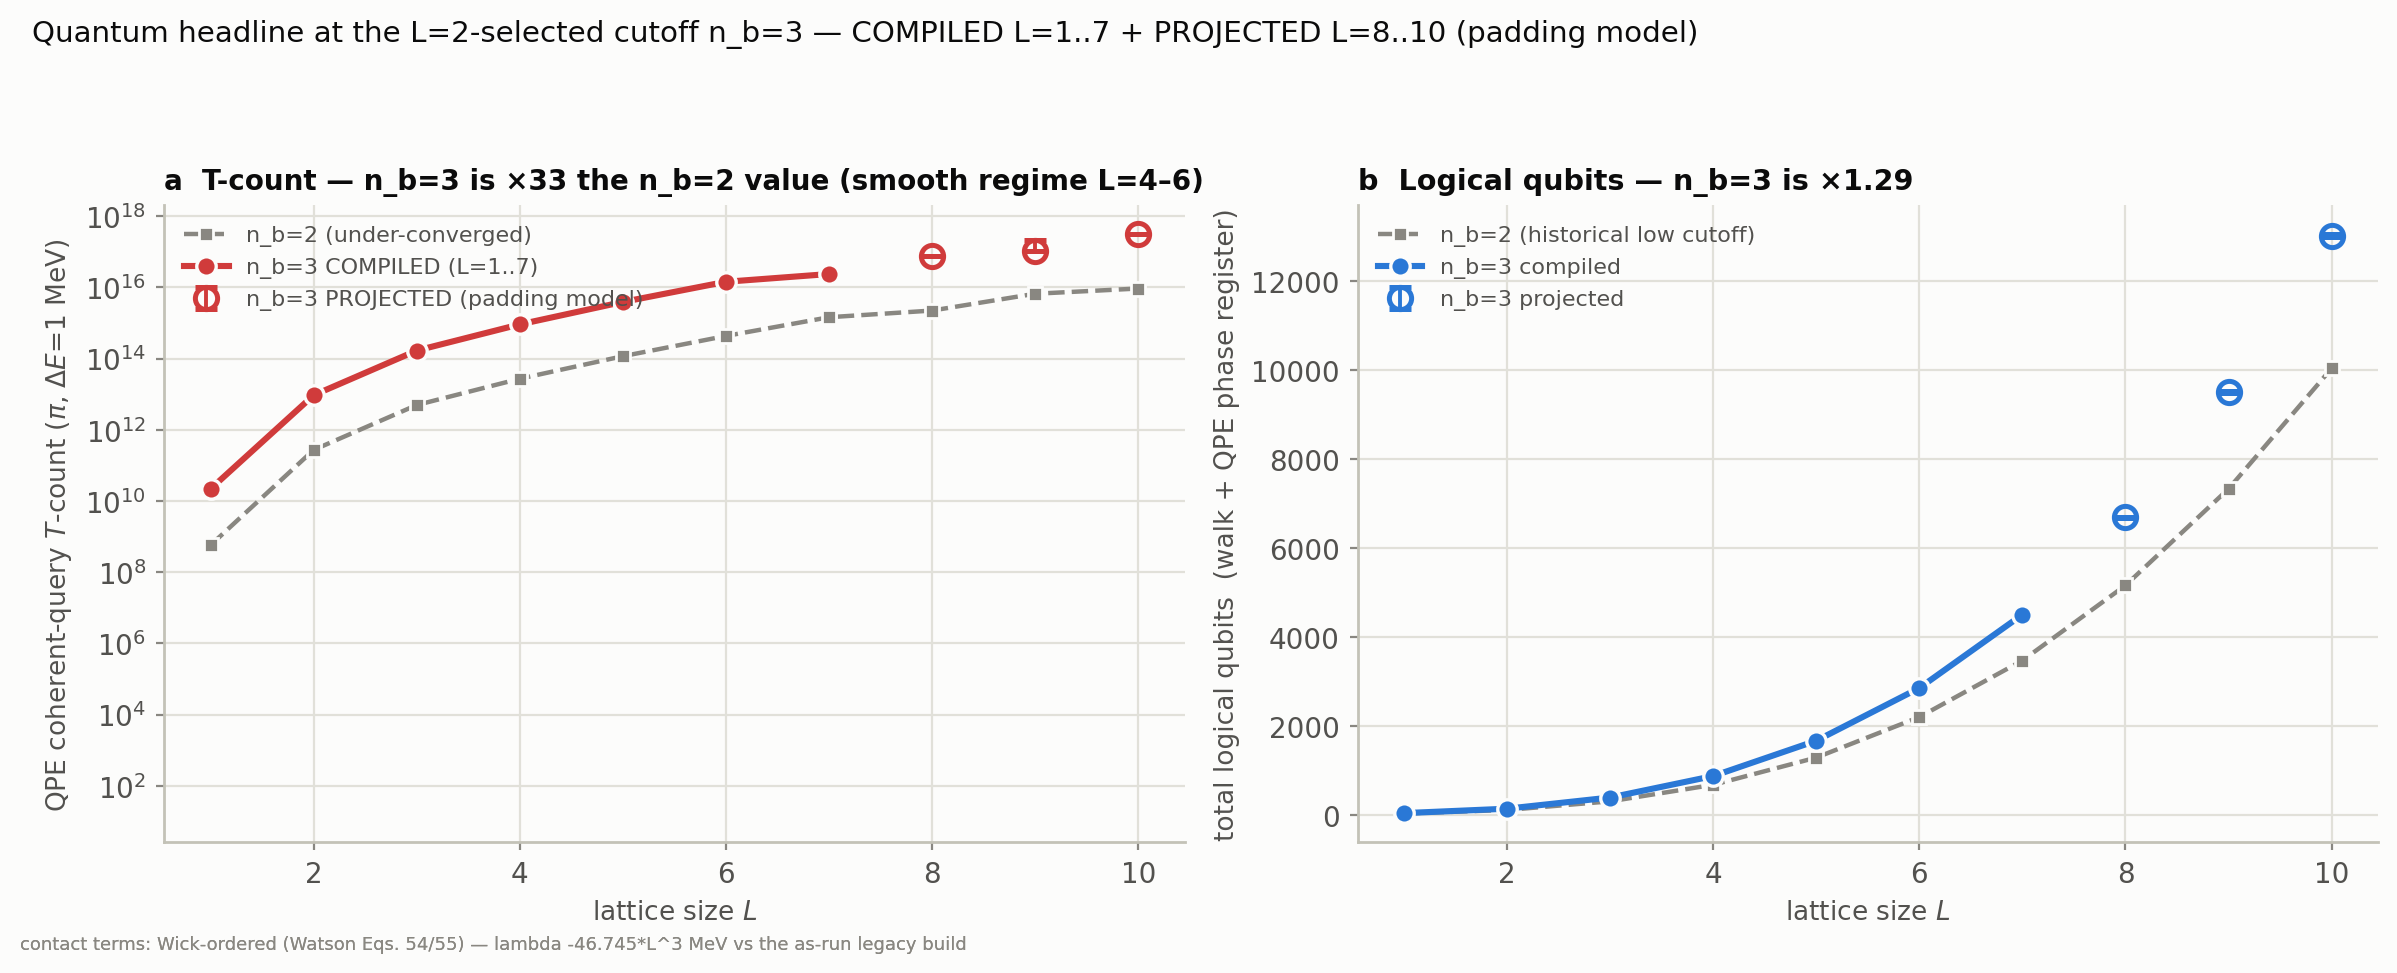 Quantum headline at the L=2-selected cutoff n_b=3 — COMPILED L=1..7 + PROJECTED L=8..10 (padding model)
a  T-count — n_b=3 is ×33 the n_b=2 value (smooth regime L=4–6)
QPE coherent-query T-count (π, ΔE=1 MeV)
10^18
10^16
10^14
10^12
10^10
10^8
10^6
10^4
10^2
n_b=2 (under-converged)
n_b=3 COMPILED (L=1..7)
n_b=3 PROJECTED (padding model)
2 4 6 8 10
lattice size L
b  Logical qubits — n_b=3 is ×1.29
total logical qubits  (walk + QPE phase register)
12000
10000
8000
6000
4000
2000
0
n_b=2 (historical low cutoff)
n_b=3 compiled
n_b=3 projected
2 4 6 8 10
lattice size L
contact terms: Wick-ordered (Watson Eqs. 54/55) — lambda -46.745*L^3 MeV vs the as-run legacy build